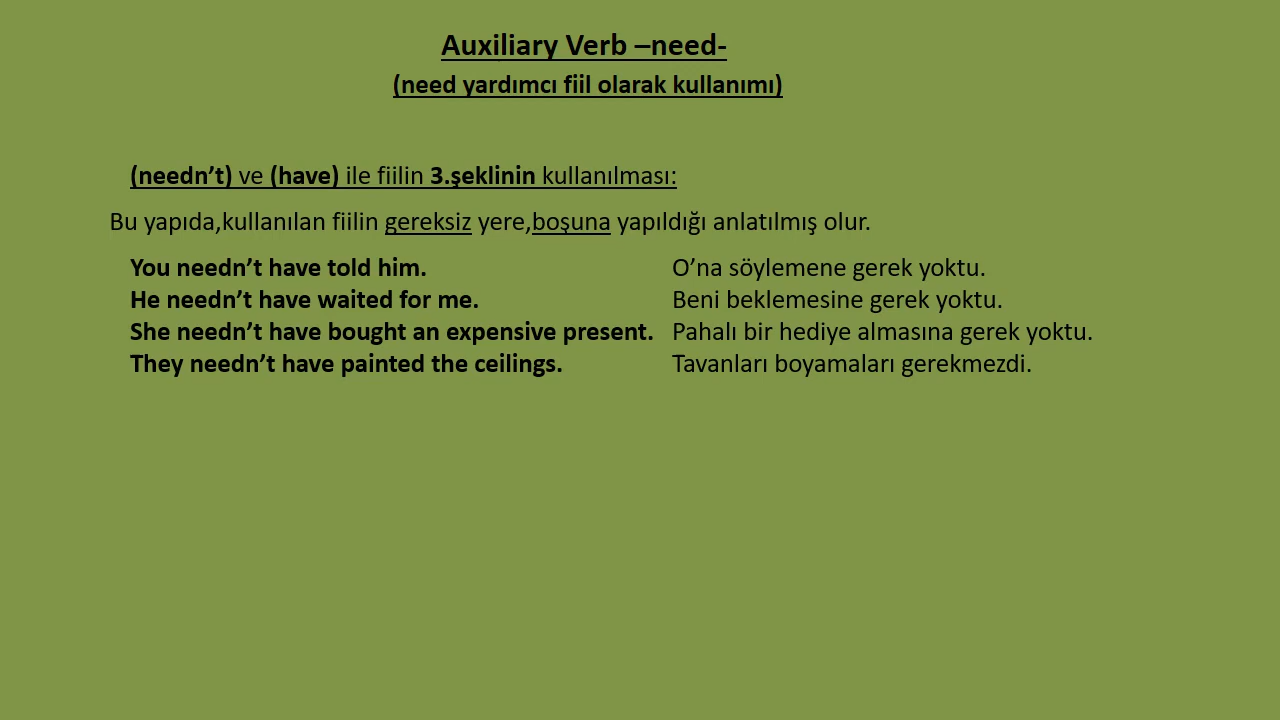 Auxiliary Verb –need-
(need yardımcı fiil olarak kullanımı)
(needn’t) ve (have) ile fiilin 3.şeklinin kullanılması:
Bu yapıda,kullanılan fiilin gereksiz yere,boşuna yapıldığı anlatılmış olur.
You needn’t have told him. O’na söylemene gerek yoktu.
He needn’t have waited for me. Beni beklemesine gerek yoktu.
She needn’t have bought an expensive present. Pahalı bir hediye almasına gerek yoktu.
They needn’t have painted the ceilings. Tavanları boyamaları gerekmezdi.